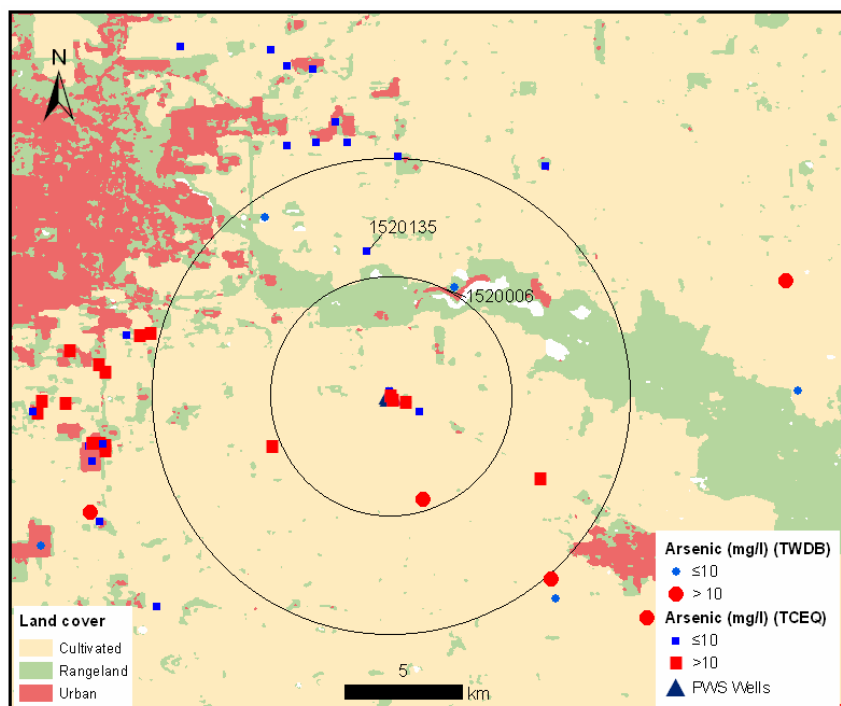 N
1520135
1520006
Land cover
Cultivated
Rangeland
Urban
5
km
Arsenic (mg/l) (TWDB)
≤10
> 10
Arsenic (mg/l) (TCEQ)
≤10
>10
PWS Wells